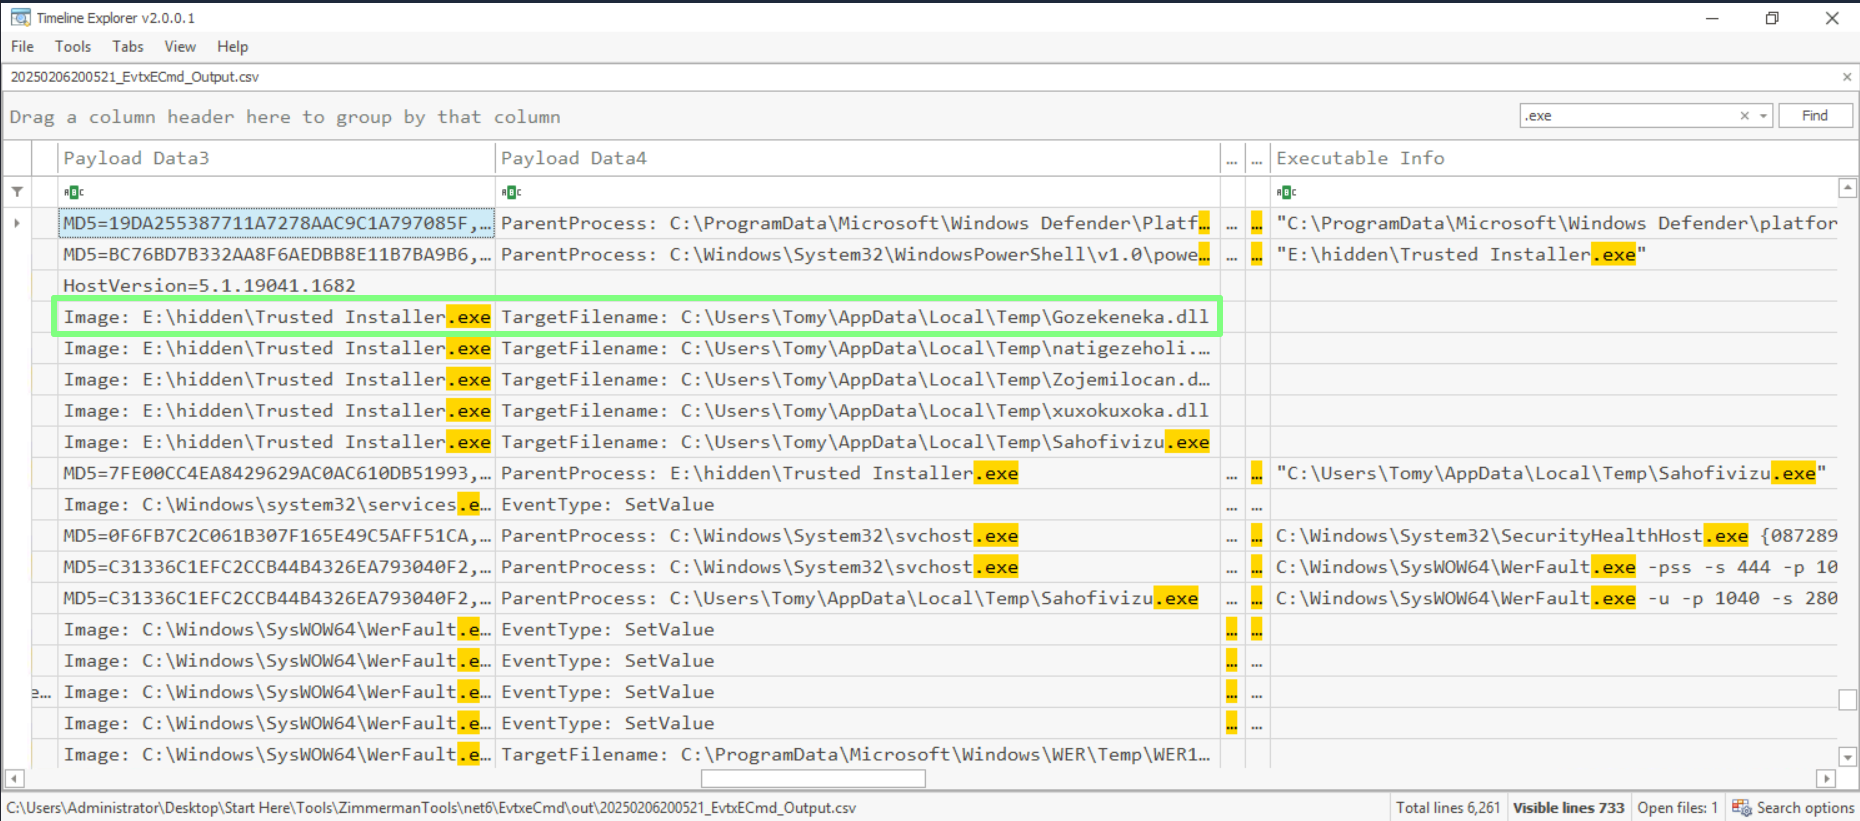 Timeline Explorer v2.0.0.1
File Tools Tabs View Help
20250206200521_EvtxECmd_Output.csv
Drag a column header here to group by that column
.exe Find
Payload Data3 Payload Data4 ... ... Executable Info
MD5=19DA255387711A7278AAC9C1A797085F,... ParentProcess: C:\ProgramData\Microsoft\Windows Defender\Platf... ... ... "C:\ProgramData\Microsoft\Windows Defender\platfor
MD5=BC76BD7B332AA8F6AEDBB8E11B7BA9B6,... ParentProcess: C:\Windows\System32\WindowsPowerShell\v1.0\powe... ... ... "E:\hidden\Trusted Installer.exe"
HostVersion=5.1.19041.1682
Image: E:\hidden\Trusted Installer.exe TargetFilename: C:\Users\Tomy\AppData\Local\Temp\Gozekeneka.dll
Image: E:\hidden\Trusted Installer.exe TargetFilename: C:\Users\Tomy\AppData\Local\Temp\natigezeholi....
Image: E:\hidden\Trusted Installer.exe TargetFilename: C:\Users\Tomy\AppData\Local\Temp\Zojemilocan.d...
Image: E:\hidden\Trusted Installer.exe TargetFilename: C:\Users\Tomy\AppData\Local\Temp\xuxokuxoka.dll
Image: E:\hidden\Trusted Installer.exe TargetFilename: C:\Users\Tomy\AppData\Local\Temp\Sahofivizu.exe
MD5=7FE00CC4EA8429629AC0AC610DB51993,... ParentProcess: E:\hidden\Trusted Installer.exe ... ... "C:\Users\Tomy\AppData\Local\Temp\Sahofivizu.exe"
Image: C:\Windows\system32\services.e... EventType: SetValue ... ...
MD5=0F6FB7C2C061B307F165E49C5AFF51CA,... ParentProcess: C:\Windows\System32\svchost.exe ... ... C:\Windows\System32\SecurityHealthHost.exe {087289
MD5=C31336C1EFC2CCB44B4326EA793040F2,... ParentProcess: C:\Windows\System32\svchost.exe ... ... C:\Windows\SysWOW64\WerFault.exe -pss -s 444 -p 10
MD5=C31336C1EFC2CCB44B4326EA793040F2,... ParentProcess: C:\Users\Tomy\AppData\Local\Temp\Sahofivizu.exe ... ... C:\Windows\SysWOW64\WerFault.exe -u -p 1040 -s 280
Image: C:\Windows\SysWOW64\WerFault.e... EventType: SetValue ... ...
Image: C:\Windows\SysWOW64\WerFault.e... EventType: SetValue ... ...
e... Image: C:\Windows\SysWOW64\WerFault.e... EventType: SetValue ... ...
Image: C:\Windows\SysWOW64\WerFault.e... EventType: SetValue ... ...
Image: C:\Windows\SysWOW64\WerFault.e... TargetFilename: C:\ProgramData\Microsoft\Windows\WER\Temp\WER1...
C:\Users\Administrator\Desktop\Start Here\Tools\ZimmermanTools\net6\EvtxeCmd\out\20250206200521_EvtxECmd_Output.csv Total lines 6,261 Visible lines 733 Open files: 1 Search options